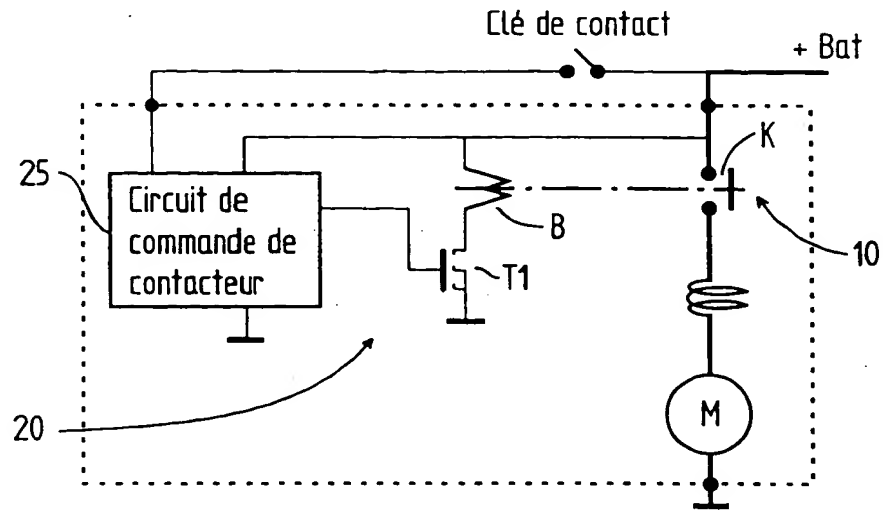 Clé de contact
+ Bat
K
25
Circuit de
commande de
contacteur
B
10
T1
20
M